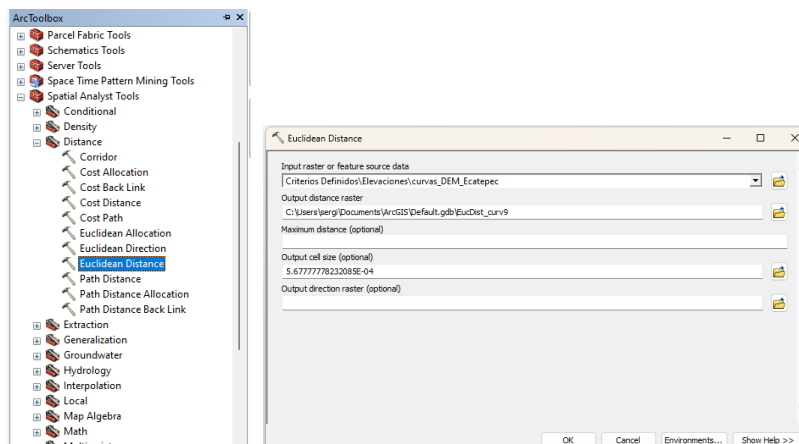 ArcToolbox
Parcel Fabric Tools
Schematics Tools
Server Tools
Space Time Pattern Mining Tools
Spatial Analyst Tools
Conditional
Density
Distance
Corridor
Cost Allocation
Cost Back Link
Cost Distance
Cost Path
Euclidean Allocation
Euclidean Direction
Euclidean Distance
Path Distance
Path Distance Allocation
Path Distance Back Link
Extraction
Generalization
Groundwater
Hydrology
Interpolation
Local
Map Algebra
Math
Euclidean Distance
Input raster or feature source data
Criterios Definidos\Elevaciones\curvas_DEM_Ecatepec
Output distance raster
C:\Users\sergi\Documents\ArcGIS\Default.gdb\EucDist_curv9
Maximum distance (optional)
Output cell size (optional)
5.67777778232085E-04
Output direction raster (optional)
OK Cancel Environments... Show Help >>